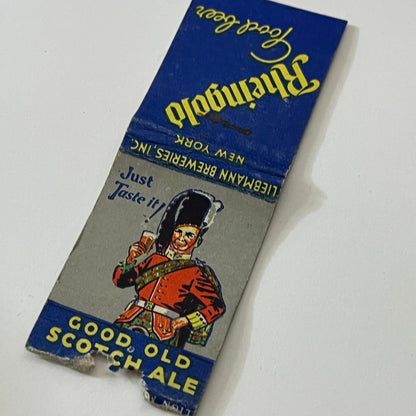 Good beer
Rheingold
NEW YORK
LIEBMANN BREWERIES, INC.
Just
Taste it!
GOOD OLD
SCOTCH ALE